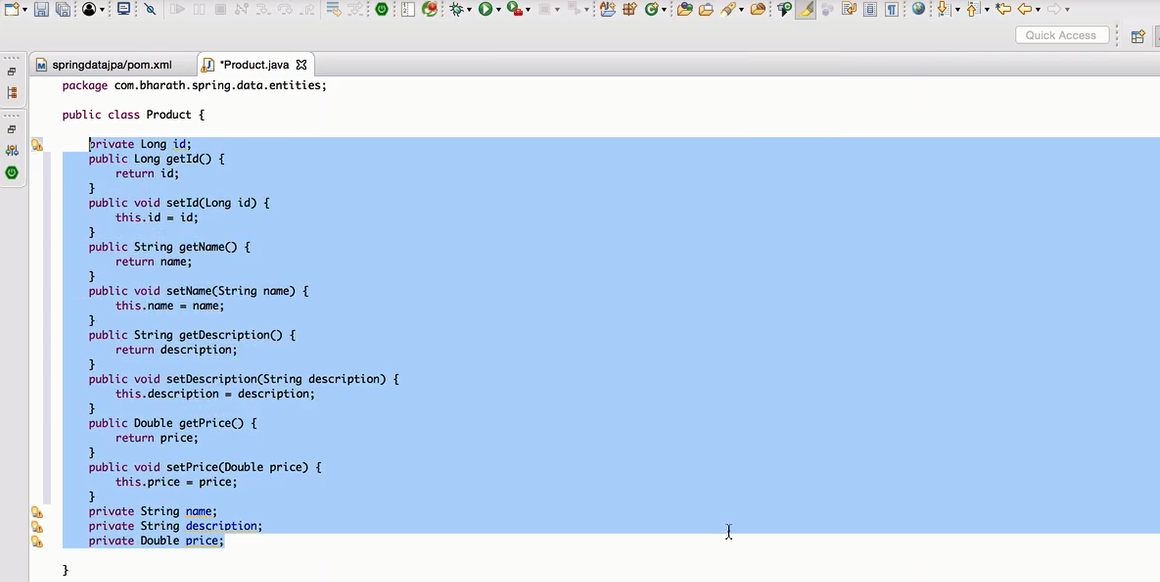 Quick Access
springdatajpa/pom.xml
*Product.java
package com.bharath.spring.data.entities;
public class Product {
private Long id;
public Long getId() {
return id;
}
public void setId(Long id) {
this.id = id;
}
public String getName() {
return name;
}
public void setName(String name) {
this.name = name;
}
public String getDescription() {
return description;
}
public void setDescription(String description) {
this.description = description;
}
public Double getPrice() {
return price;
}
public void setPrice(Double price) {
this.price = price;
}
private String name;
private String description;
private Double price;
}